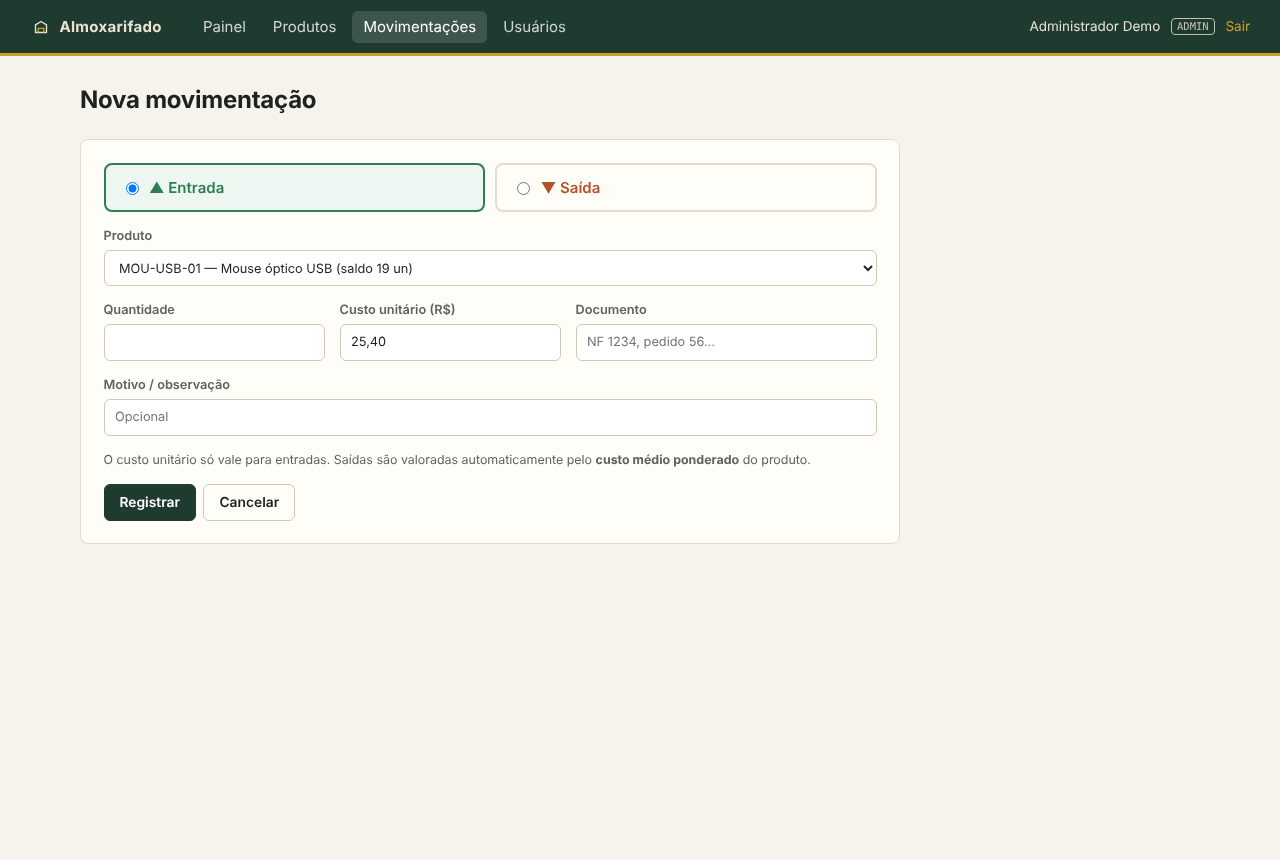 Almoxarifado Painel Produtos Movimentações Usuários Administrador Demo ADMIN Sair
Nova movimentação
▲ Entrada ▼ Saída
Produto
MOU-USB-01 — Mouse óptico USB (saldo 19 un)
Quantidade Custo unitário (R$) Documento
25,40 NF 1234, pedido 56...
Motivo / observação
Opcional
O custo unitário só vale para entradas. Saídas são valoradas automaticamente pelo custo médio ponderado do produto.
Registrar Cancelar